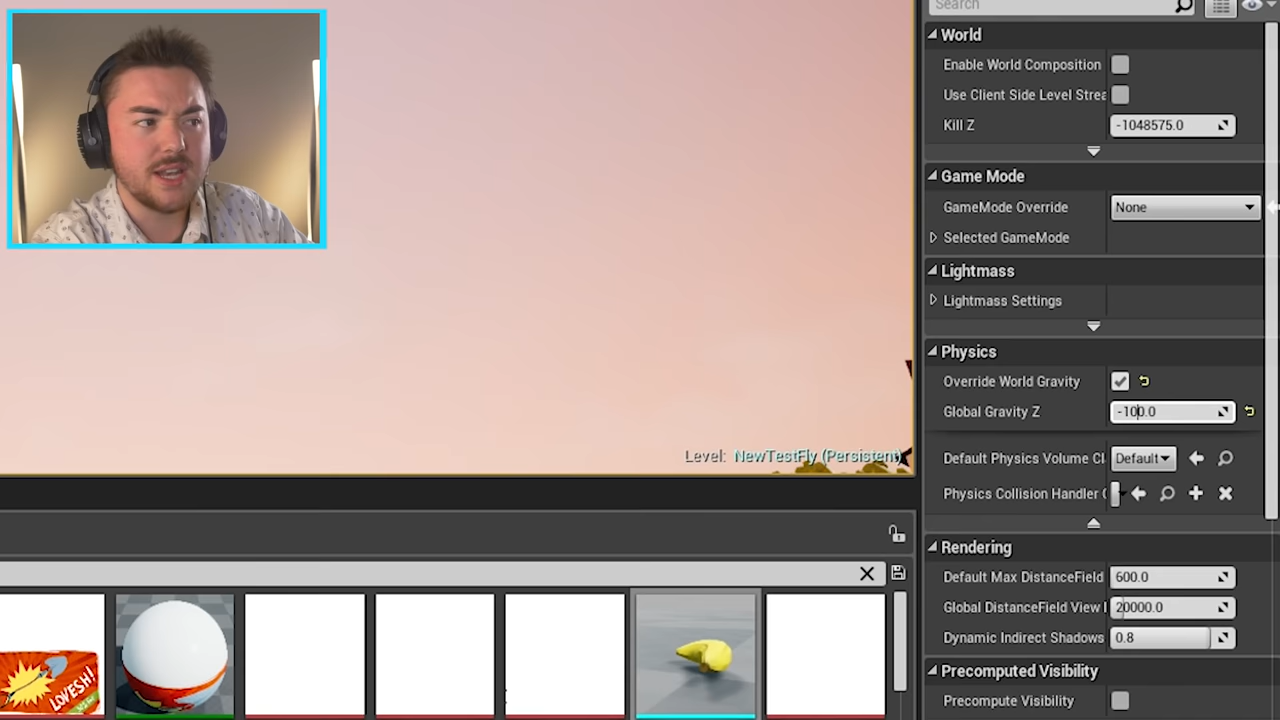 Search
World
Enable World Composition
Use Client Side Level Strea
Kill Z
-1048575.0
Game Mode
GameMode Override
None
Selected GameMode
Lightmass
Lightmass Settings
Physics
Override World Gravity
Global Gravity Z
-100.0
Level: NewTestFly (Persistent)
Default Physics Volume Cl
Default
Physics Collision Handler C
Rendering
Default Max DistanceField
600.0
Global DistanceField View
20000.0
Dynamic Indirect Shadows
0.8
LOVESH!
Precomputed Visibility
Precompute Visibility